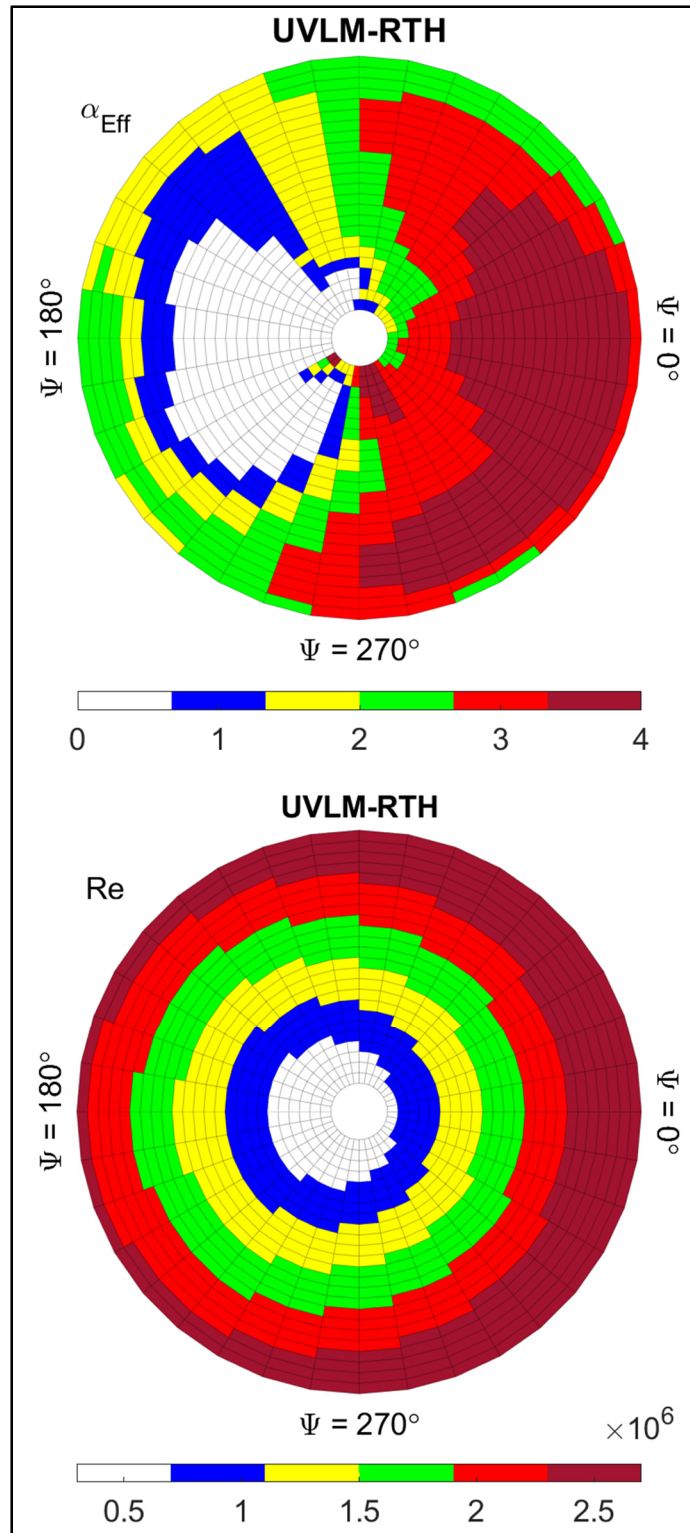 UVLM-RTH
α_Eff
Ψ = 180°
Ψ = 0°
Ψ = 270°
0 1 2 3 4
UVLM-RTH
Re
Ψ = 180°
Ψ = 0°
Ψ = 270°
×10^6
0.5 1 1.5 2 2.5